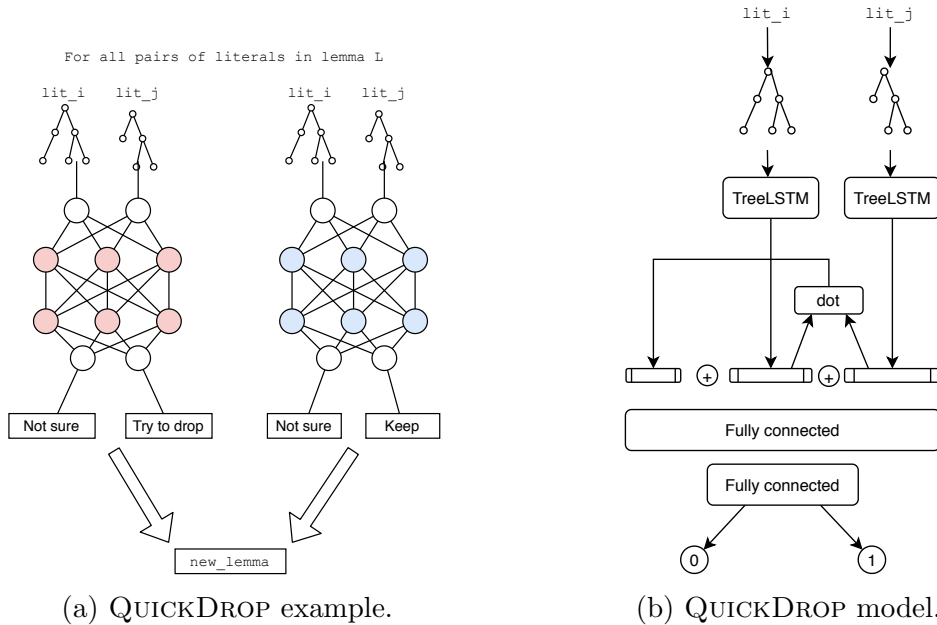 For all pairs of literals in lemma L
lit_i lit_j lit_i lit_j
Not sure Try to drop Not sure Keep
new_lemma
(a) QUICKDROP example.
lit_i lit_j
TreeLSTM TreeLSTM
dot
+ +
Fully connected
Fully connected
0 1
(b) QUICKDROP model.